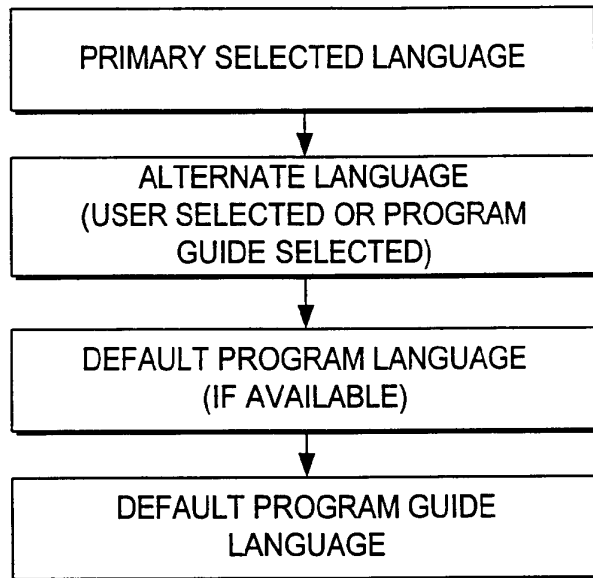 PRIMARY SELECTED LANGUAGE
ALTERNATE LANGUAGE
(USER SELECTED OR PROGRAM
GUIDE SELECTED)
DEFAULT PROGRAM LANGUAGE
(IF AVAILABLE)
DEFAULT PROGRAM GUIDE
LANGUAGE